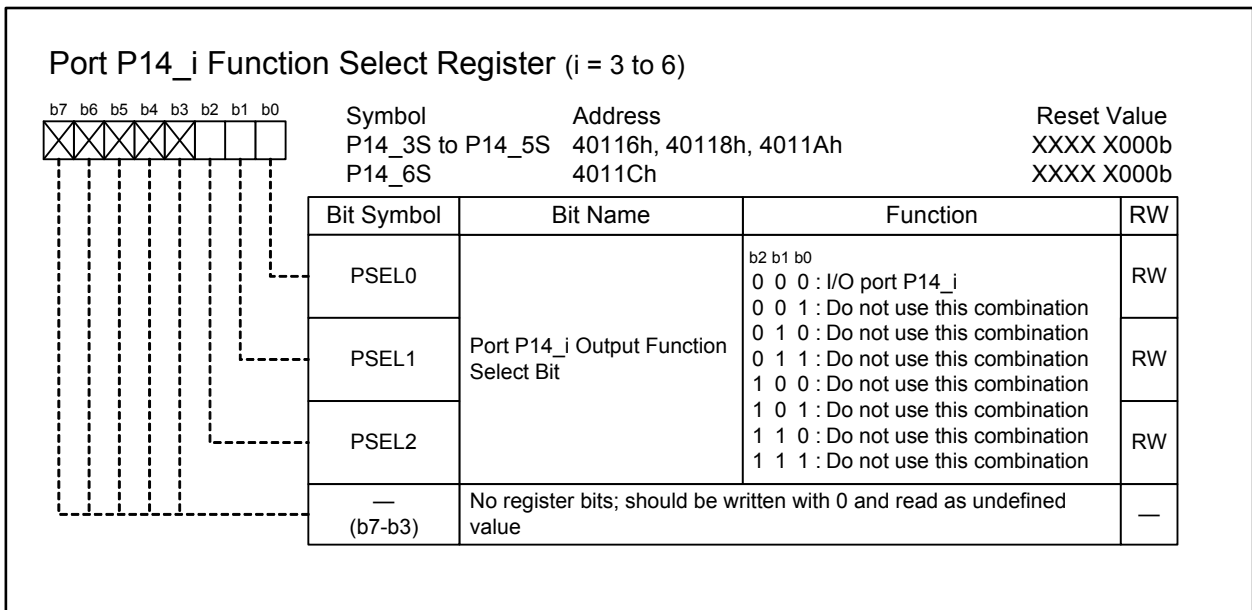 Port P14_i Function Select Register (i = 3 to 6)
b7 b6 b5 b4 b3 b2 b1 b0
Symbol Address Reset Value
P14_3S to P14_5S 40116h, 40118h, 4011Ah XXXX X000b
P14_6S 4011Ch XXXX X000b
Bit Symbol Bit Name Function RW
PSEL0
PSEL1
PSEL2
Port P14_i Output Function
Select Bit
b2 b1 b0
0 0 0 : I/O port P14_i
0 0 1 : Do not use this combination
0 1 0 : Do not use this combination
0 1 1 : Do not use this combination
1 0 0 : Do not use this combination
1 0 1 : Do not use this combination
1 1 0 : Do not use this combination
1 1 1 : Do not use this combination
RW
RW
RW
—
(b7-b3)
No register bits; should be written with 0 and read as undefined
value
—